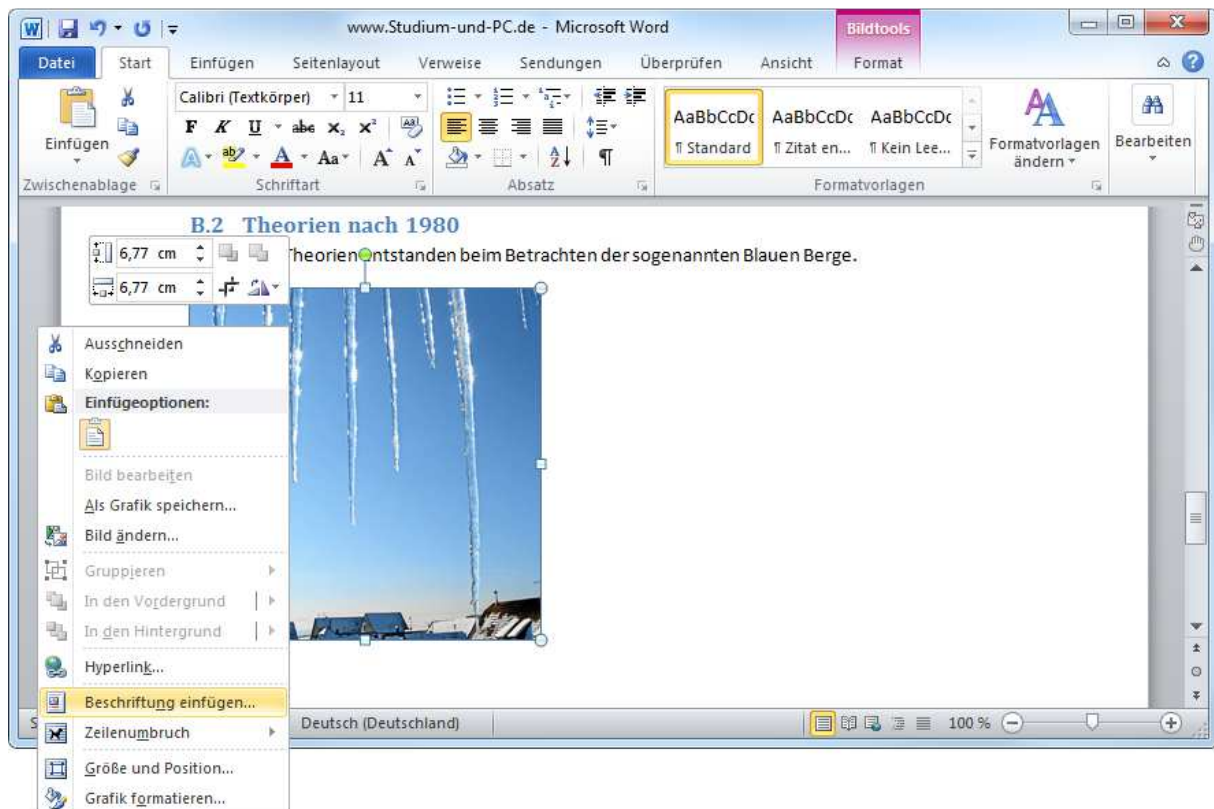 www.Studium-und-PC.de - Microsoft Word
Bildtools
Datei Start Einfügen Seitenlayout Verweise Sendungen Überprüfen Ansicht Format
Einfügen
Calibri (Textkörper) 11
F K U abe x₂ x²
Aa A A
AaBbCcDc AaBbCcDc AaBbCcDc
¶ Standard ¶ Zitat en... ¶ Kein Lee...
Formatvorlagen ändern
Bearbeiten
Zwischenablage Schriftart Absatz Formatvorlagen
B.2 Theorien nach 1980
Theorien entstanden beim Betrachten der sogenannten Blauen Berge.
6,77 cm
6,77 cm
Ausschneiden
Kopieren
Einfügeoptionen:
Bild bearbeiten
Als Grafik speichern...
Bild ändern...
Gruppieren
In den Vordergrund
In den Hintergrund
Hyperlink...
Beschriftung einfügen...
Zeilenumbruch
Größe und Position...
Grafik formatieren...
Deutsch (Deutschland) 100 %